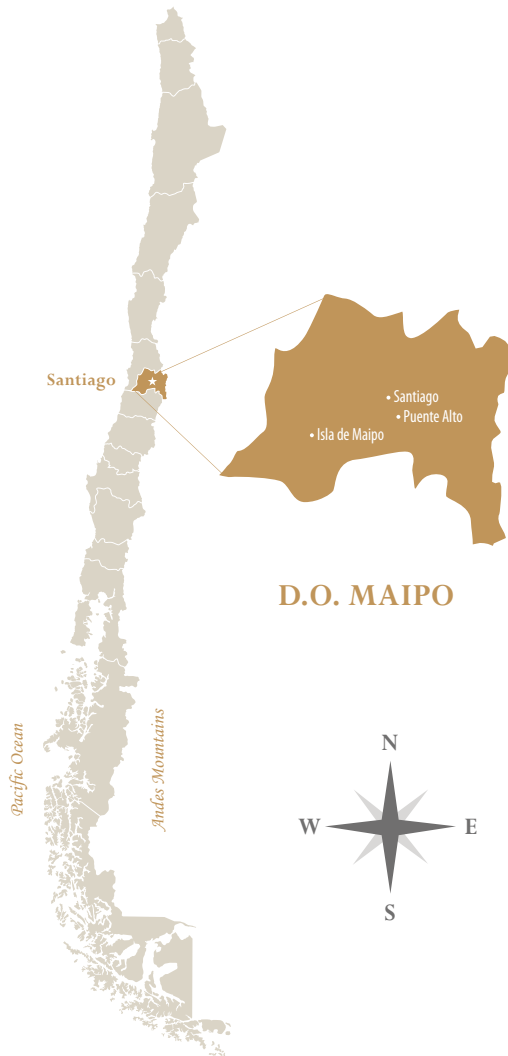 Santiago
• Santiago
• Puente Alto
• Isla de Maipo
D.O. MAIPO
Pacific Ocean
Andes Mountains
N
W
E
S